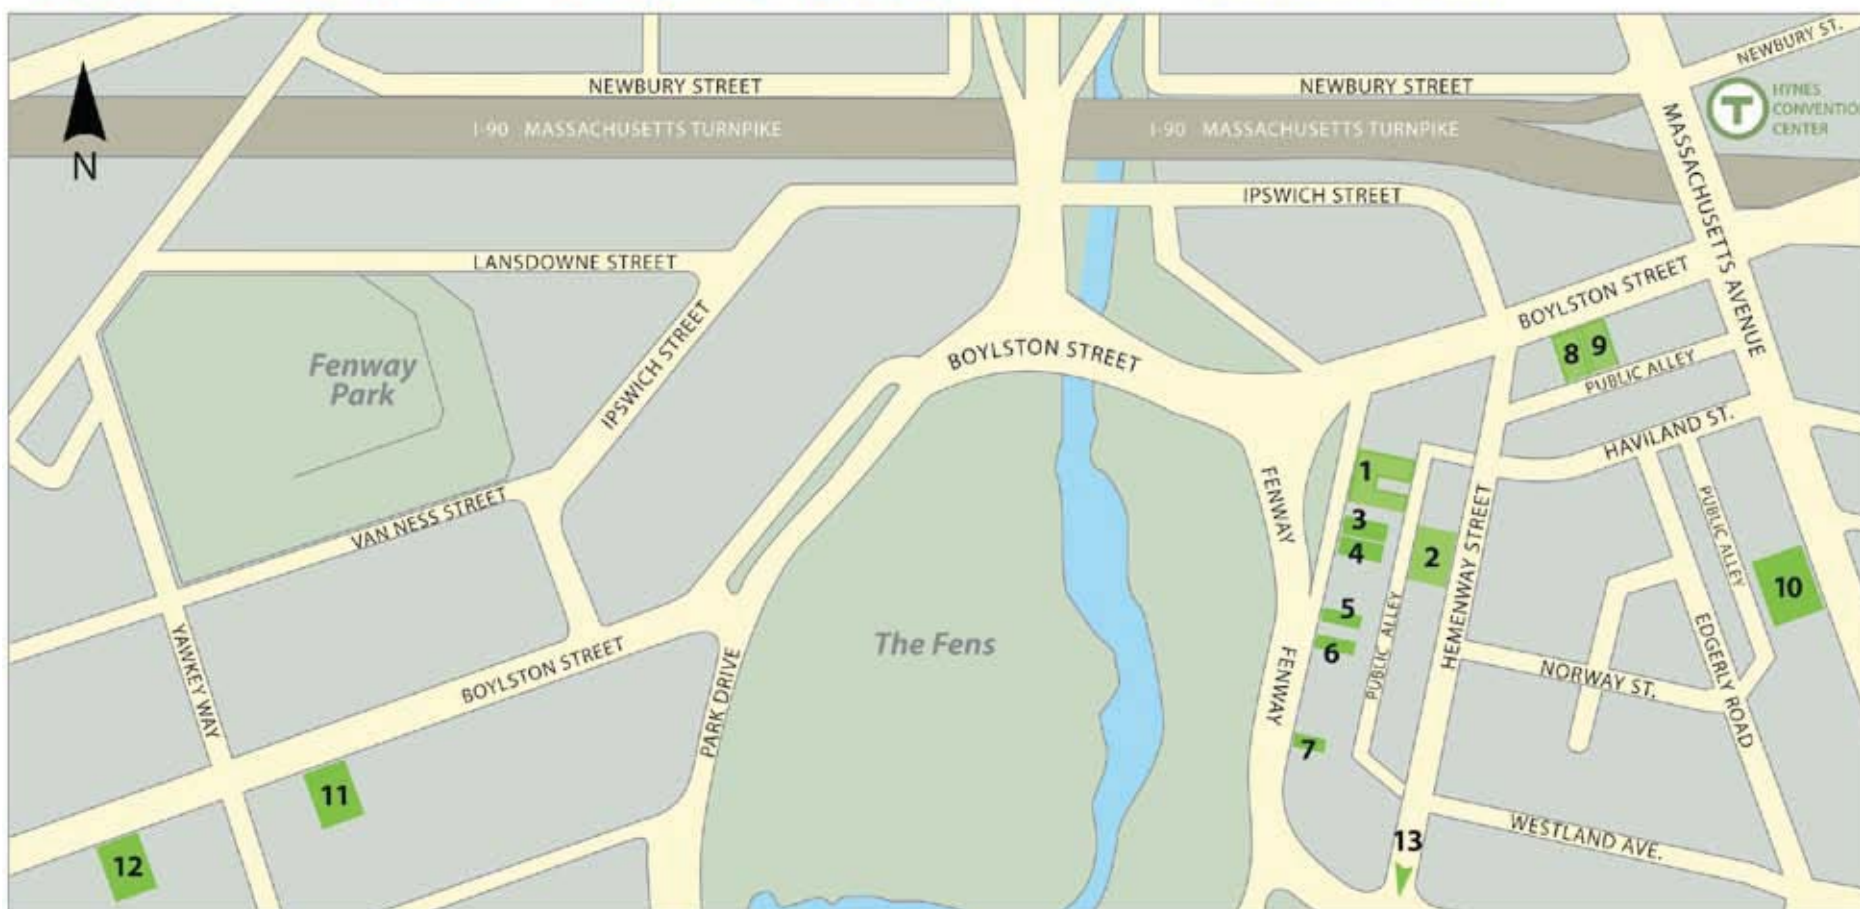 NEWBURY ST.
NEWBURY STREET
NEWBURY STREET
T
HYNES
CONVENTIO
CENTER
I-90 MASSACHUSETTS TURNPIKE
I-90 MASSACHUSETTS TURNPIKE
N
MASSACHUSETTS AVENUE
IPSWICH STREET
LANSDOWNE STREET
BOYLSTON STREET
IPSWICH STREET
BOYLSTON STREET
Fenway
Park
8
9
PUBLIC ALLEY
HAVILAND ST.
1
FENWAY
VAN NESS STREET
3
4
2
HEMENWAY STREET
PUBLIC ALLEY
10
5
6
The Fens
PUBLIC ALLEY
YAWKEY WAY
BOYLSTON STREET
PARK DRIVE
FENWAY
NORWAY ST.
EDGERLY ROAD
7
11
12
13
WESTLAND AVE.